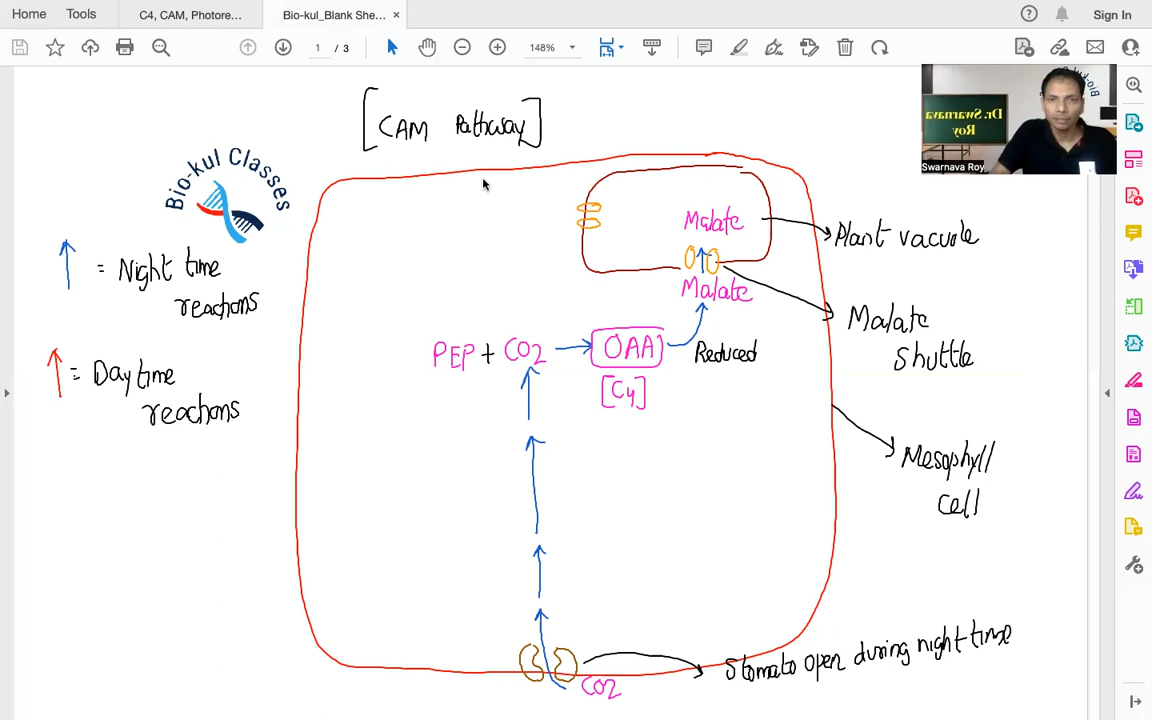 Home
Tools
C4, CAM, Photore...
Bio-kul_Blank She...
×
Sign In
1 / 3
148%
[CAM Pathway]
Bio-kul Classes
Dr. Swarnava
Roy
Swarnava Roy
Malate
Plant vacuole
= Night time
reactions
Malate
Malate
shuttle
PEP + CO2
OAA
Reduced
[C4]
= Day time
reactions
Mesophyll
cell
Stomato open during night time
CO2